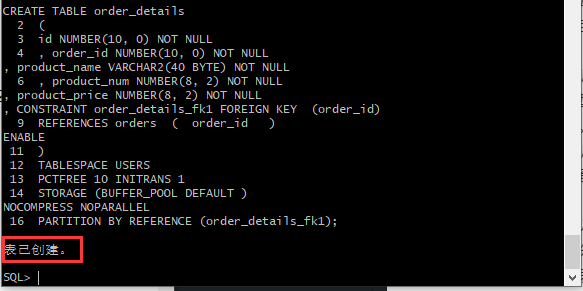 CREATE TABLE order_details
2 (
3 id NUMBER(10, 0) NOT NULL
4 , order_id NUMBER(10, 0) NOT NULL
, product_name VARCHAR2(40 BYTE) NOT NULL
6 , product_num NUMBER(8, 2) NOT NULL
, product_price NUMBER(8, 2) NOT NULL
, CONSTRAINT order_details_fk1 FOREIGN KEY (order_id)
9 REFERENCES orders ( order_id )
ENABLE
11 )
12 TABLESPACE USERS
13 PCTFREE 10 INITRANS 1
14 STORAGE (BUFFER_POOL DEFAULT )
NOCOMPRESS NOPARALLEL
16 PARTITION BY REFERENCE (order_details_fk1);
表已创建。
SQL>